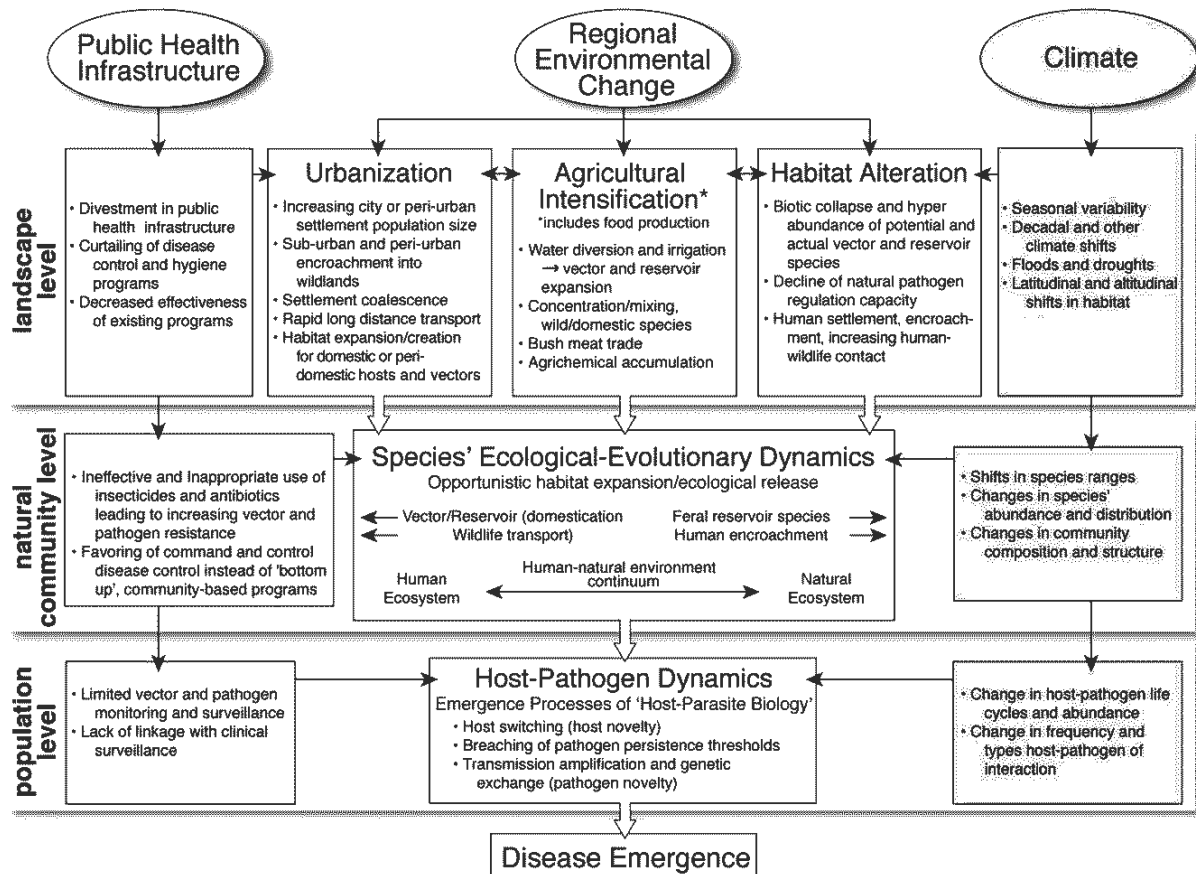 Public Health
Infrastructure
Regional
Environmental
Change
Climate
landscape
level
• Divestment in public
health infrastructure
• Curtailing of disease
control and hygiene
programs
• Decreased effectiveness
of existing programs
Urbanization
• Increasing city or peri-urban
settlement population size
• Sub-urban and peri-urban
encroachment into
wildlands
• Settlement coalescence
• Rapid long distance transport
• Habitat expansion/creation
for domestic or peri-
domestic hosts and vectors
Agricultural
Intensification*
*includes food production
• Water diversion and irrigation
→ vector and reservoir
expansion
• Concentration/mixing,
wild/domestic species
• Bush meat trade
• Agrichemical accumulation
Habitat Alteration
• Biotic collapse and hyper
abundance of potential and
actual vector and reservoir
species
• Decline of natural pathogen
regulation capacity
• Human settlement, encroach-
ment, increasing human-
wildlife contact
• Seasonal variability
• Decadal and other
climate shifts
• Floods and droughts
• Latitudinal and altitudinal
shifts in habitat
natural
community level
• Ineffective and Inappropriate use of
insecticides and antibiotics
leading to increasing vector and
pathogen resistance
• Favoring of command and control
disease control instead of 'bottom
up', community-based programs
Species' Ecological-Evolutionary Dynamics
Opportunistic habitat expansion/ecological release
Vector/Reservoir (domestication
Wildlife transport)
Feral reservoir species
Human encroachment
Human-natural environment
continuum
Human
Ecosystem
Natural
Ecosystem
• Shifts in species ranges
• Changes in species'
abundance and distribution
• Changes in community
composition and structure
population
level
• Limited vector and pathogen
monitoring and surveillance
• Lack of linkage with clinical
surveillance
Host-Pathogen Dynamics
Emergence Processes of 'Host-Parasite Biology'
• Host switching (host novelty)
• Breaching of pathogen persistence thresholds
• Transmission amplification and genetic
exchange (pathogen novelty)
• Change in host-pathogen life
cycles and abundance
• Change in frequency and
types host-pathogen of
interaction
Disease Emergence